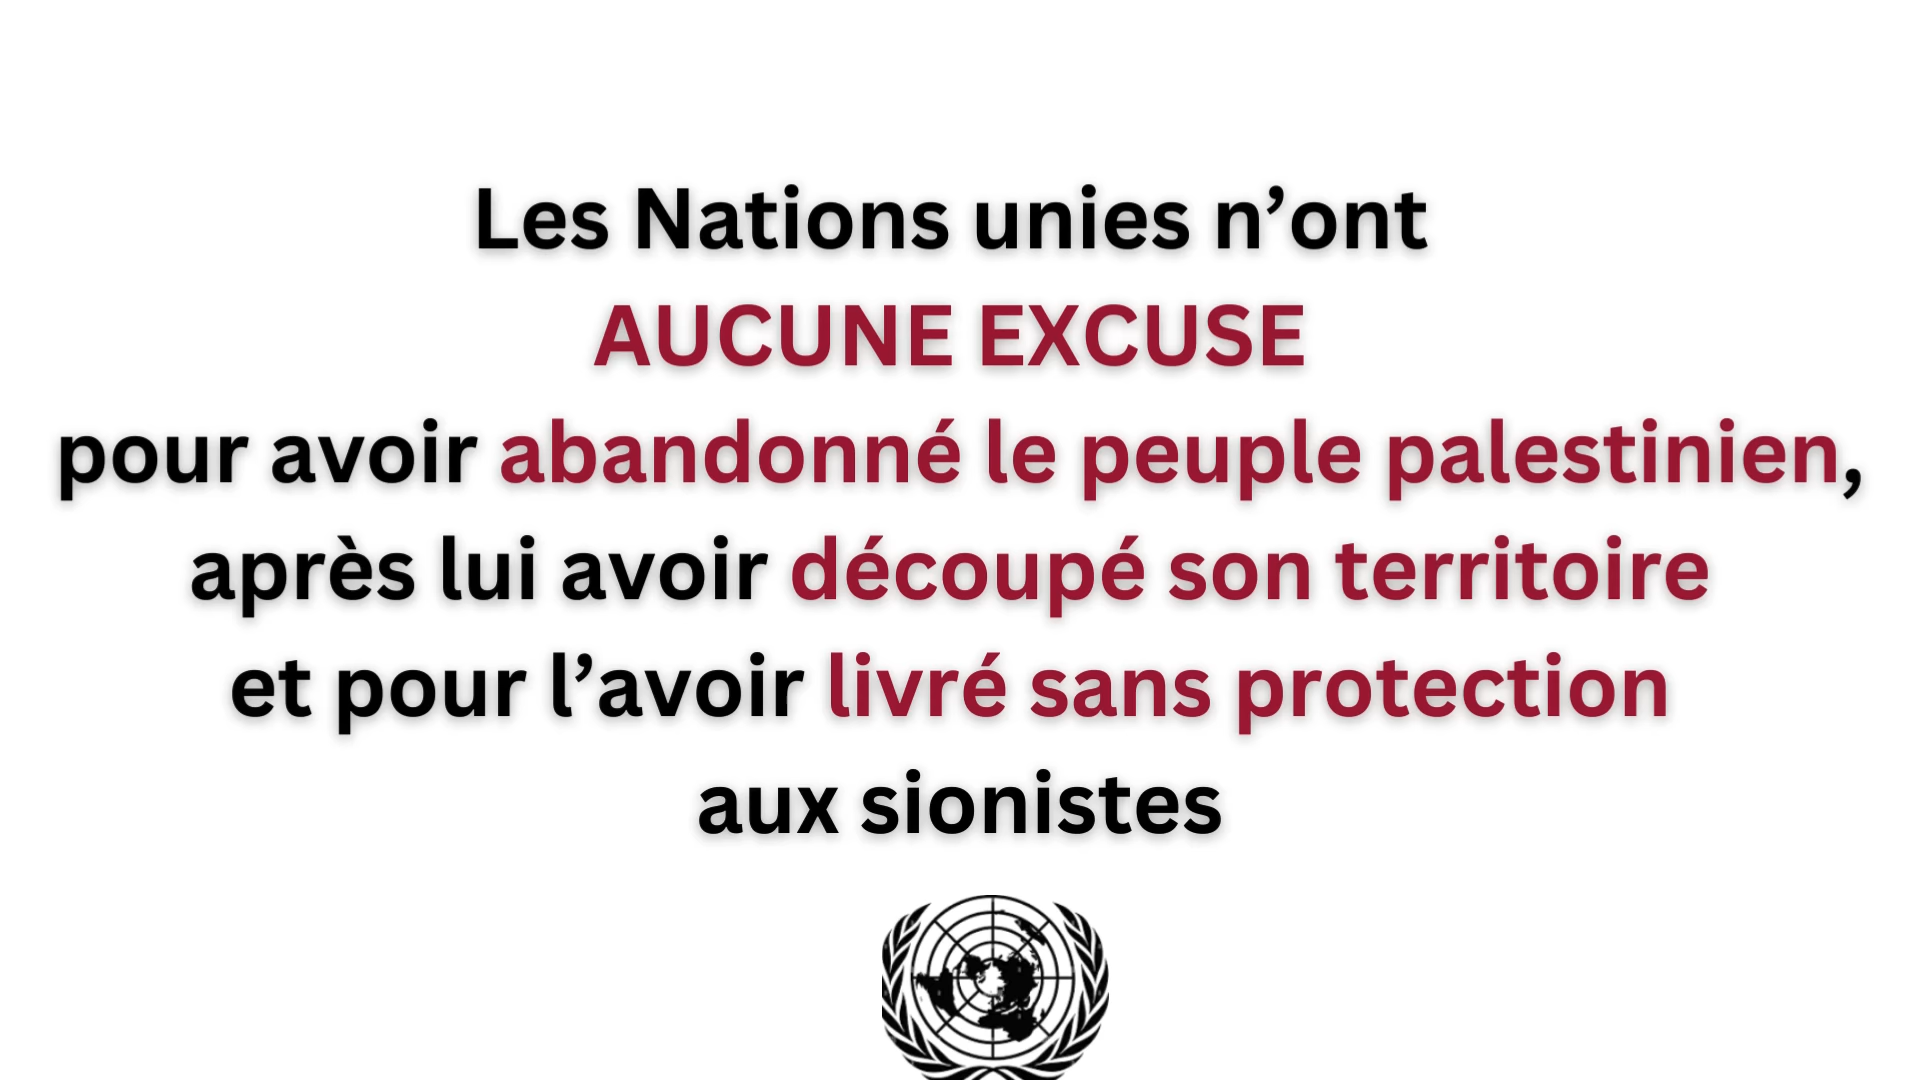 Les Nations unies n’ont
AUCUNE EXCUSE
pour avoir abandonné le peuple palestinien,
après lui avoir découpé son territoire
et pour l’avoir livré sans protection
aux sionistes